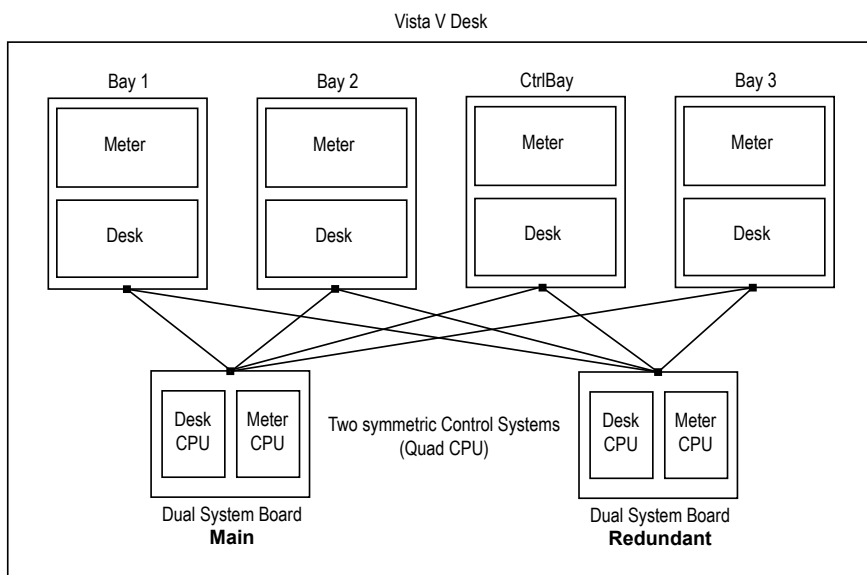 Vista V Desk
Bay 1
Bay 2
CtrlBay
Bay 3
Meter
Meter
Meter
Meter
Desk
Desk
Desk
Desk
Desk
CPU
Meter
CPU
Two symmetric Control Systems
(Quad CPU)
Desk
CPU
Meter
CPU
Dual System Board
Main
Dual System Board
Redundant